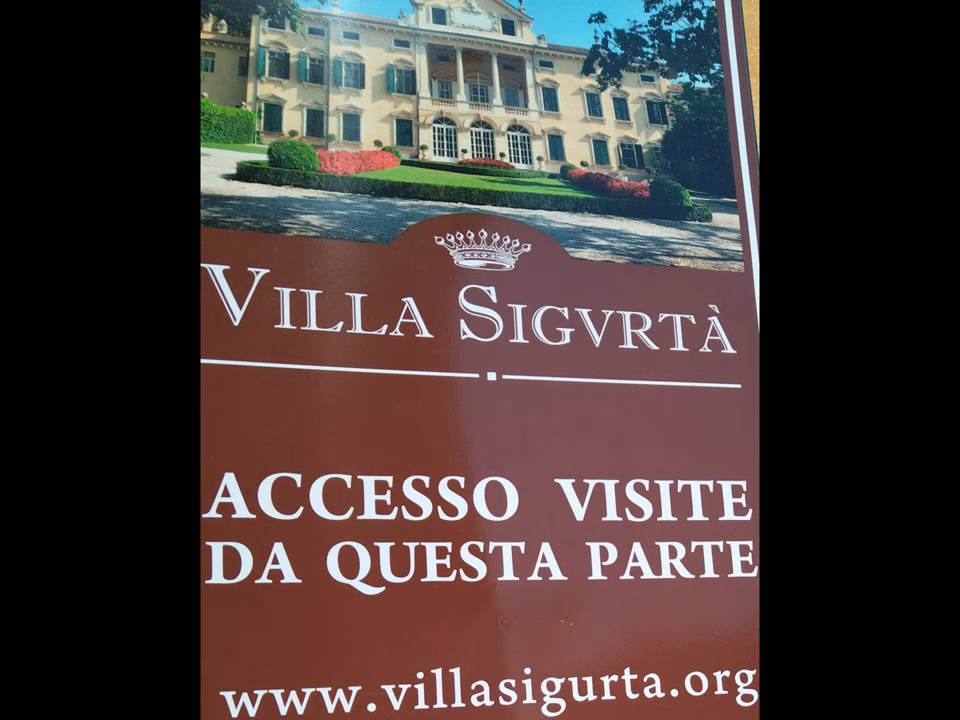 VILLA SIGVRTÀ
ACCESSO VISITE
DA QUESTA PARTE
www.villasigurta.org